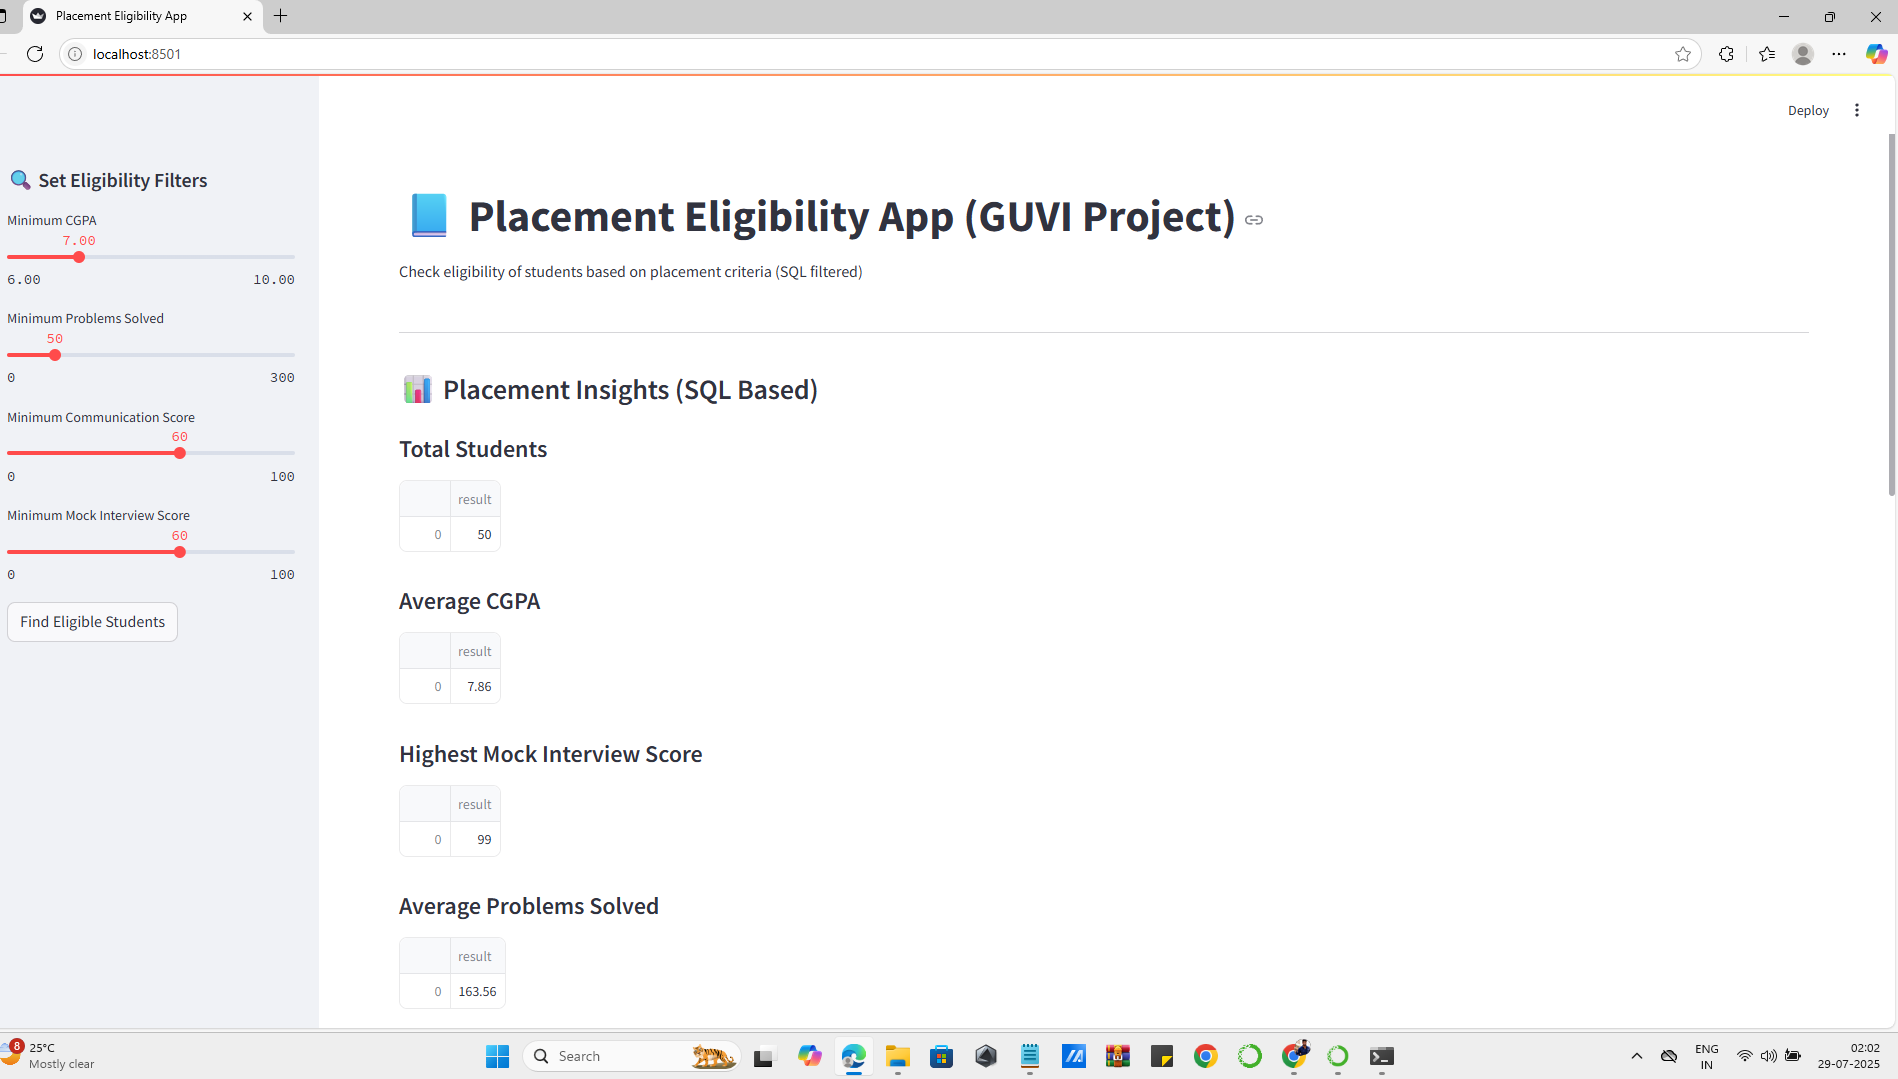 Placement Eligibility App
localhost:8501
Deploy
Set Eligibility Filters
Minimum CGPA
7.00
6.00 10.00
Minimum Problems Solved
50
0 300
Minimum Communication Score
60
0 100
Minimum Mock Interview Score
60
0 100
Find Eligible Students
Placement Eligibility App (GUVI Project)
Check eligibility of students based on placement criteria (SQL filtered)
Placement Insights (SQL Based)
Total Students
result
0 50
Average CGPA
result
0 7.86
Highest Mock Interview Score
result
0 99
Average Problems Solved
result
0 163.56
8
25°C
Mostly clear
Search
ENG
IN
02:02
29-07-2025